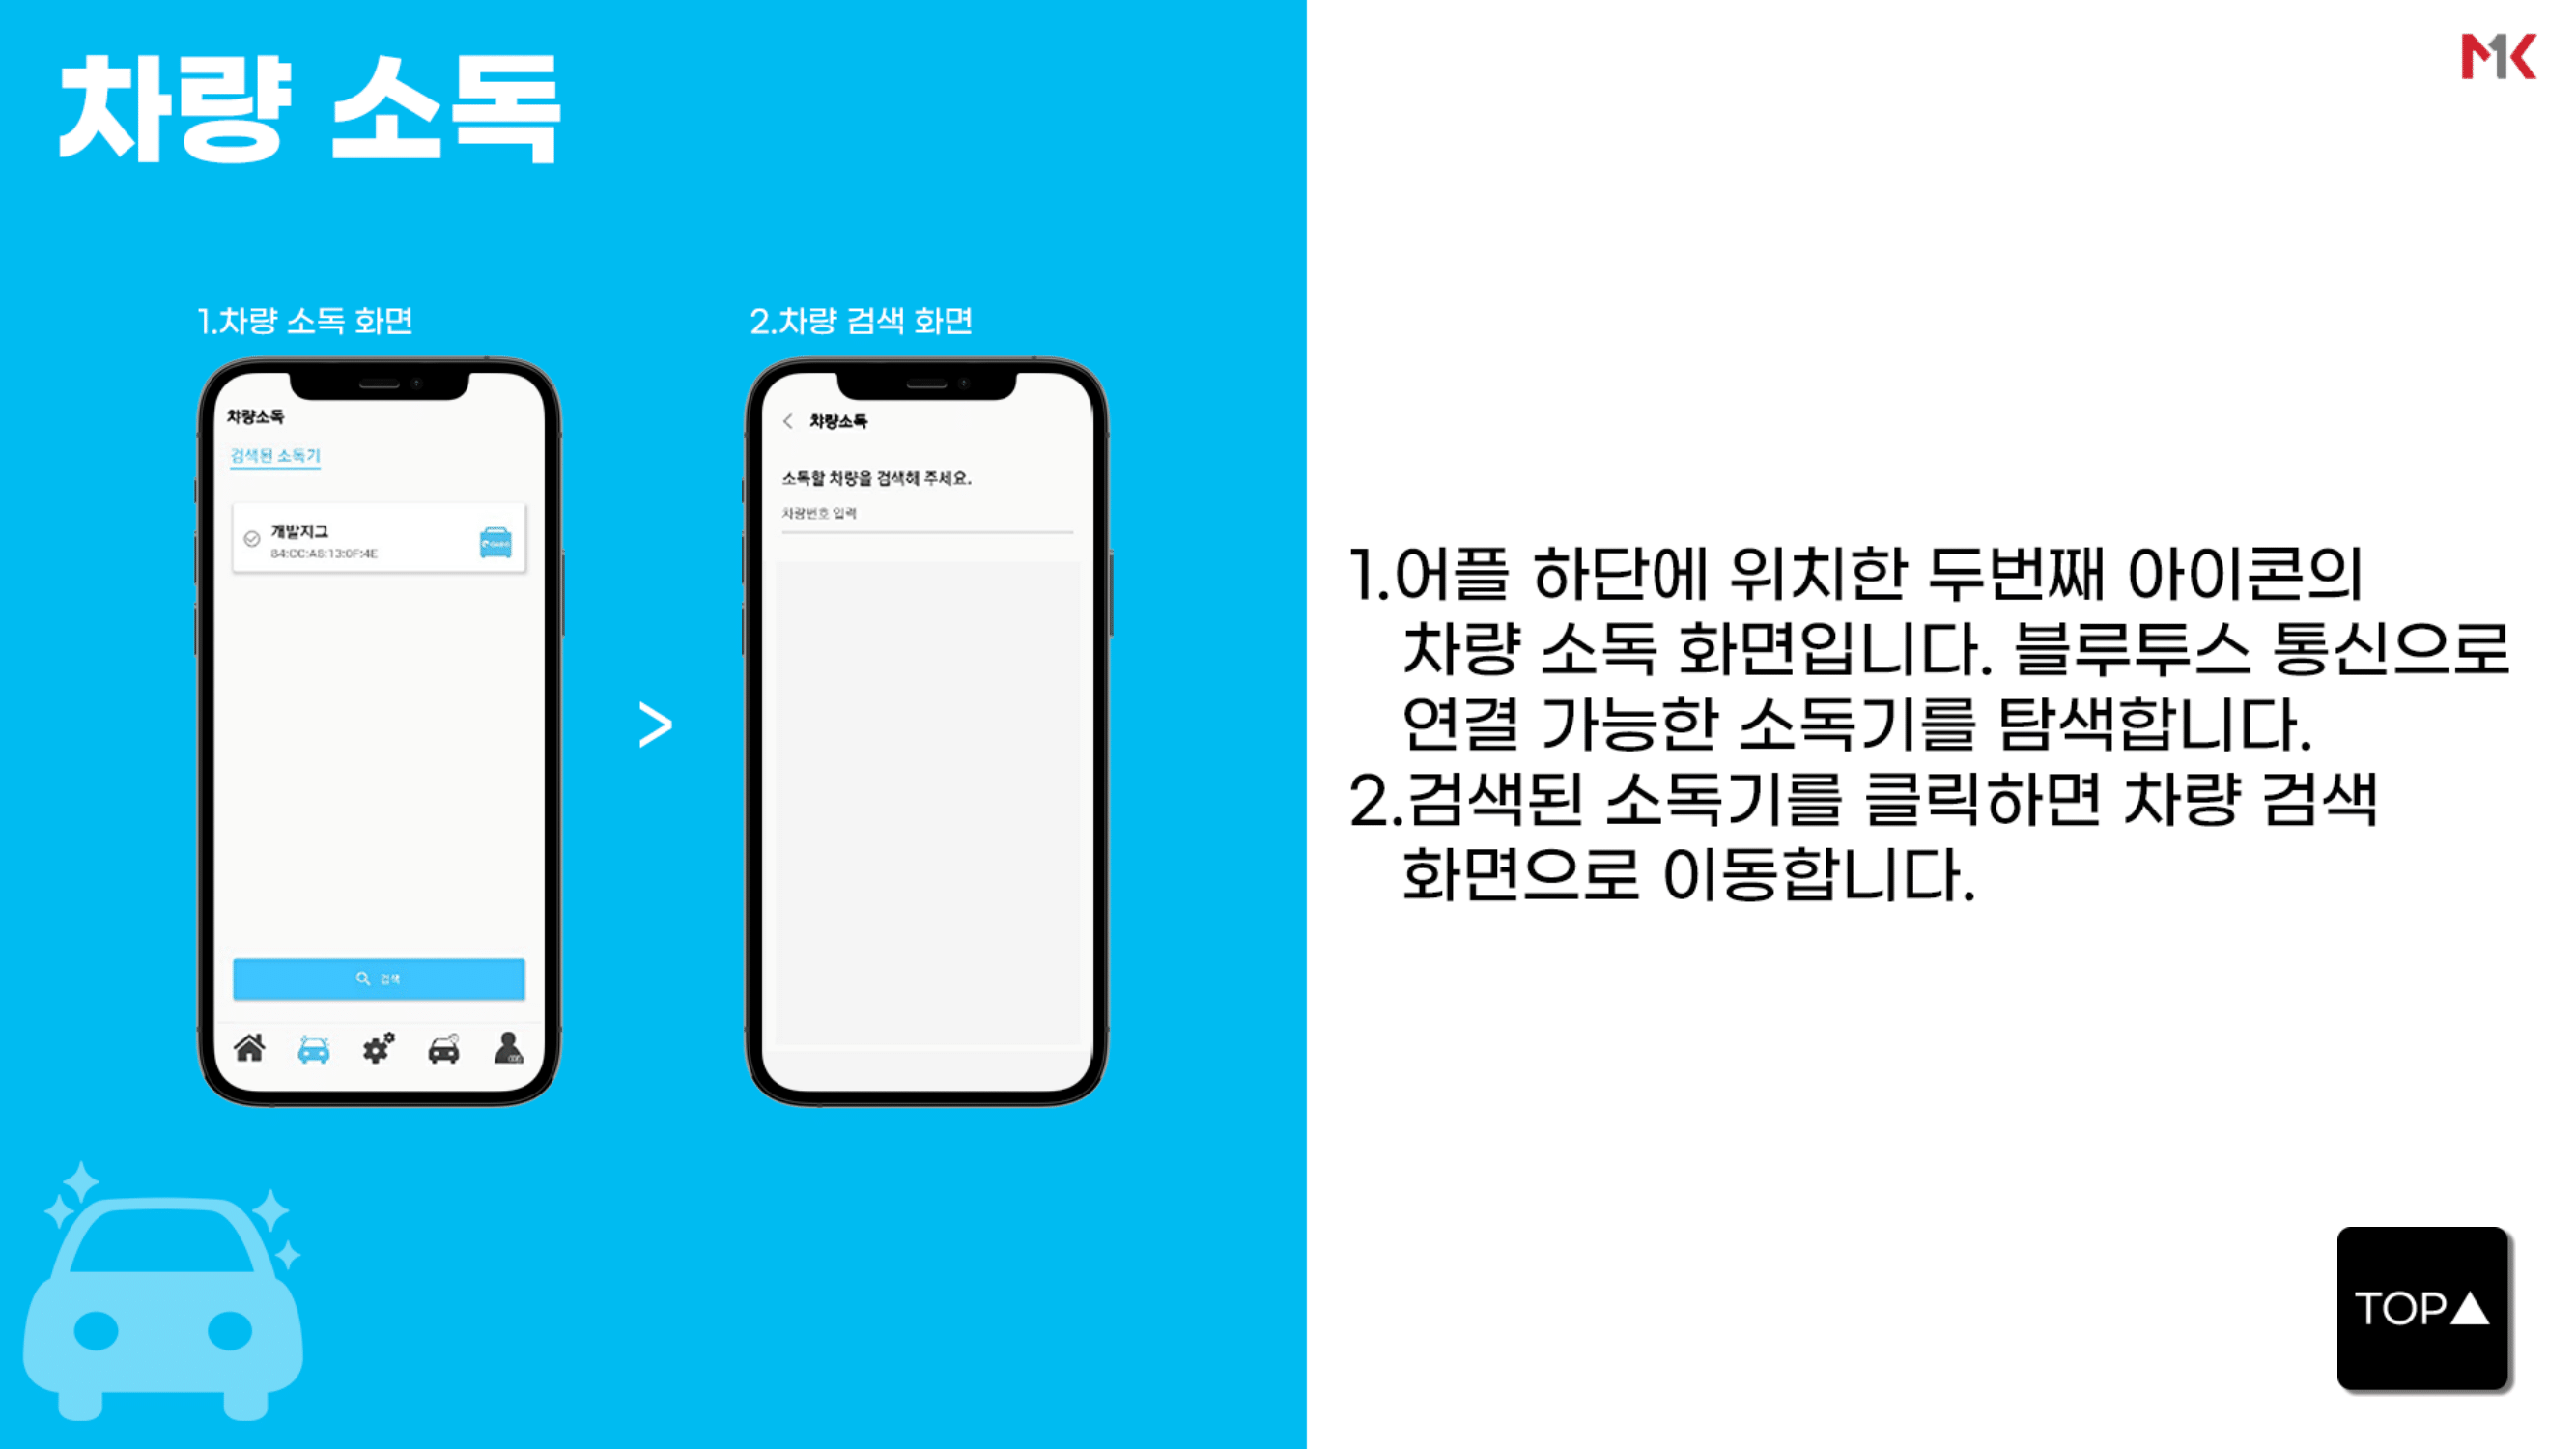 차량 소독
M1K
1.차량 소독 화면
2.차량 검색 화면
차량소독
검색된 소독기
개발지그
84:CC:A8:13:0F:4E
검색
차량소독
소독할 차량을 검색해 주세요.
차량번호 입력
>
1.어플 하단에 위치한 두번째 아이콘의
차량 소독 화면입니다. 블루투스 통신으로
연결 가능한 소독기를 탐색합니다.
2.검색된 소독기를 클릭하면 차량 검색
화면으로 이동합니다.
TOP▲